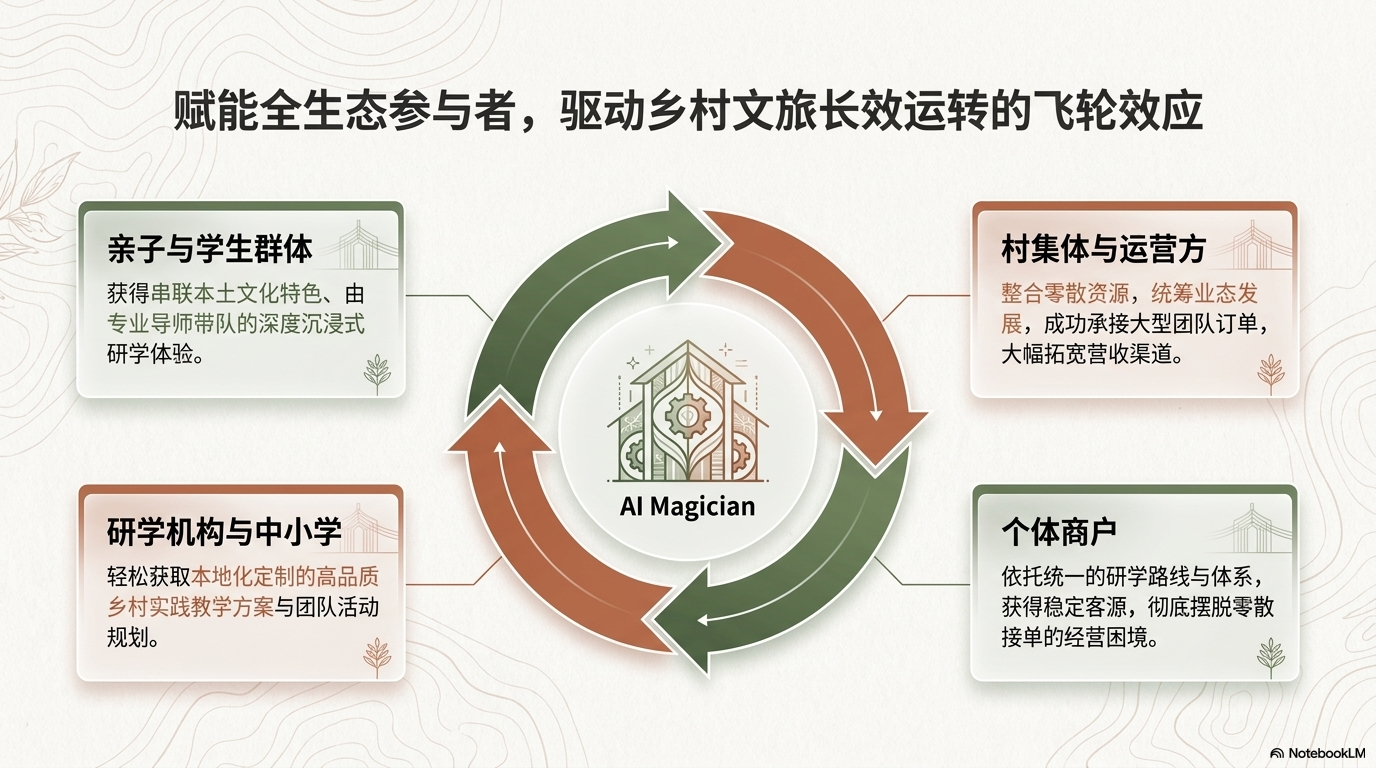 赋能全生态参与者，驱动乡村文旅长效运转的飞轮效应
亲子与学生群体
获得串联本土文化特色、由
专业导师带队的深度沉浸式
研学体验。
村集体与运营方
整合零散资源，统筹业态发
展，成功承接大型团队订单，
大幅拓宽营收渠道。
AI Magician
研学机构与中小学
轻松获取本地化定制的高品质
乡村实践教学方案与团队活动
规划。
个体商户
依托统一的研学路线与体系，
获得稳定客源，彻底摆脱零散
接单的经营困境。
NotebookLM